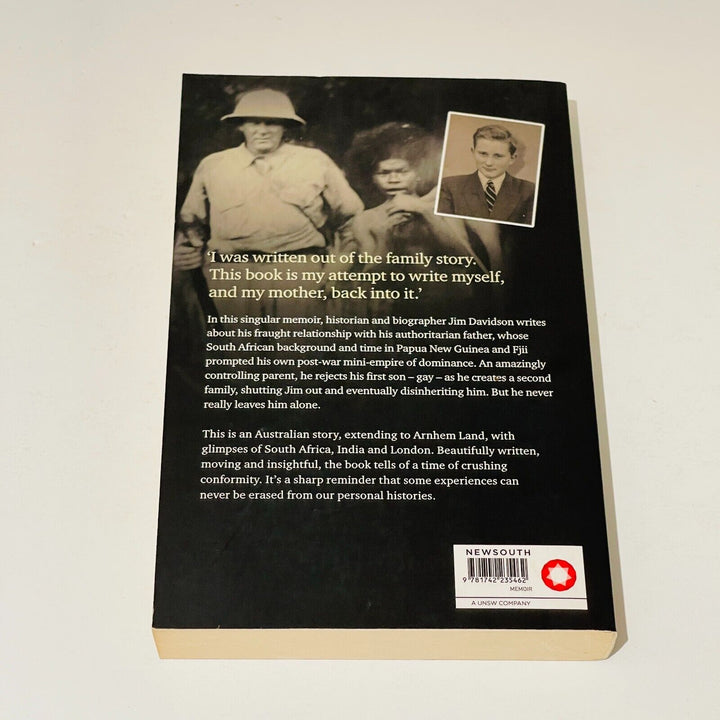 ‘I was written out of the family story.
This book is my attempt to write myself,
and my mother, back into it.’
In this singular memoir, historian and biographer Jim Davidson writes
about his fraught relationship with his authoritarian father, whose
South African background and time in Papua New Guinea and Fjii
prompted his own post-war mini-empire of dominance. An amazingly
controlling parent, he rejects his first son – gay – as he creates a second
family, shutting Jim out and eventually disinheriting him. But he never
really leaves him alone.
This is an Australian story, extending to Arnhem Land, with
glimpses of South Africa, India and London. Beautifully written,
moving and insightful, the book tells of a time of crushing
conformity. It’s a sharp reminder that some experiences can
never be erased from our personal histories.
NEWSOUTH
9 781742 235462
MEMOIR
A UNSW COMPANY